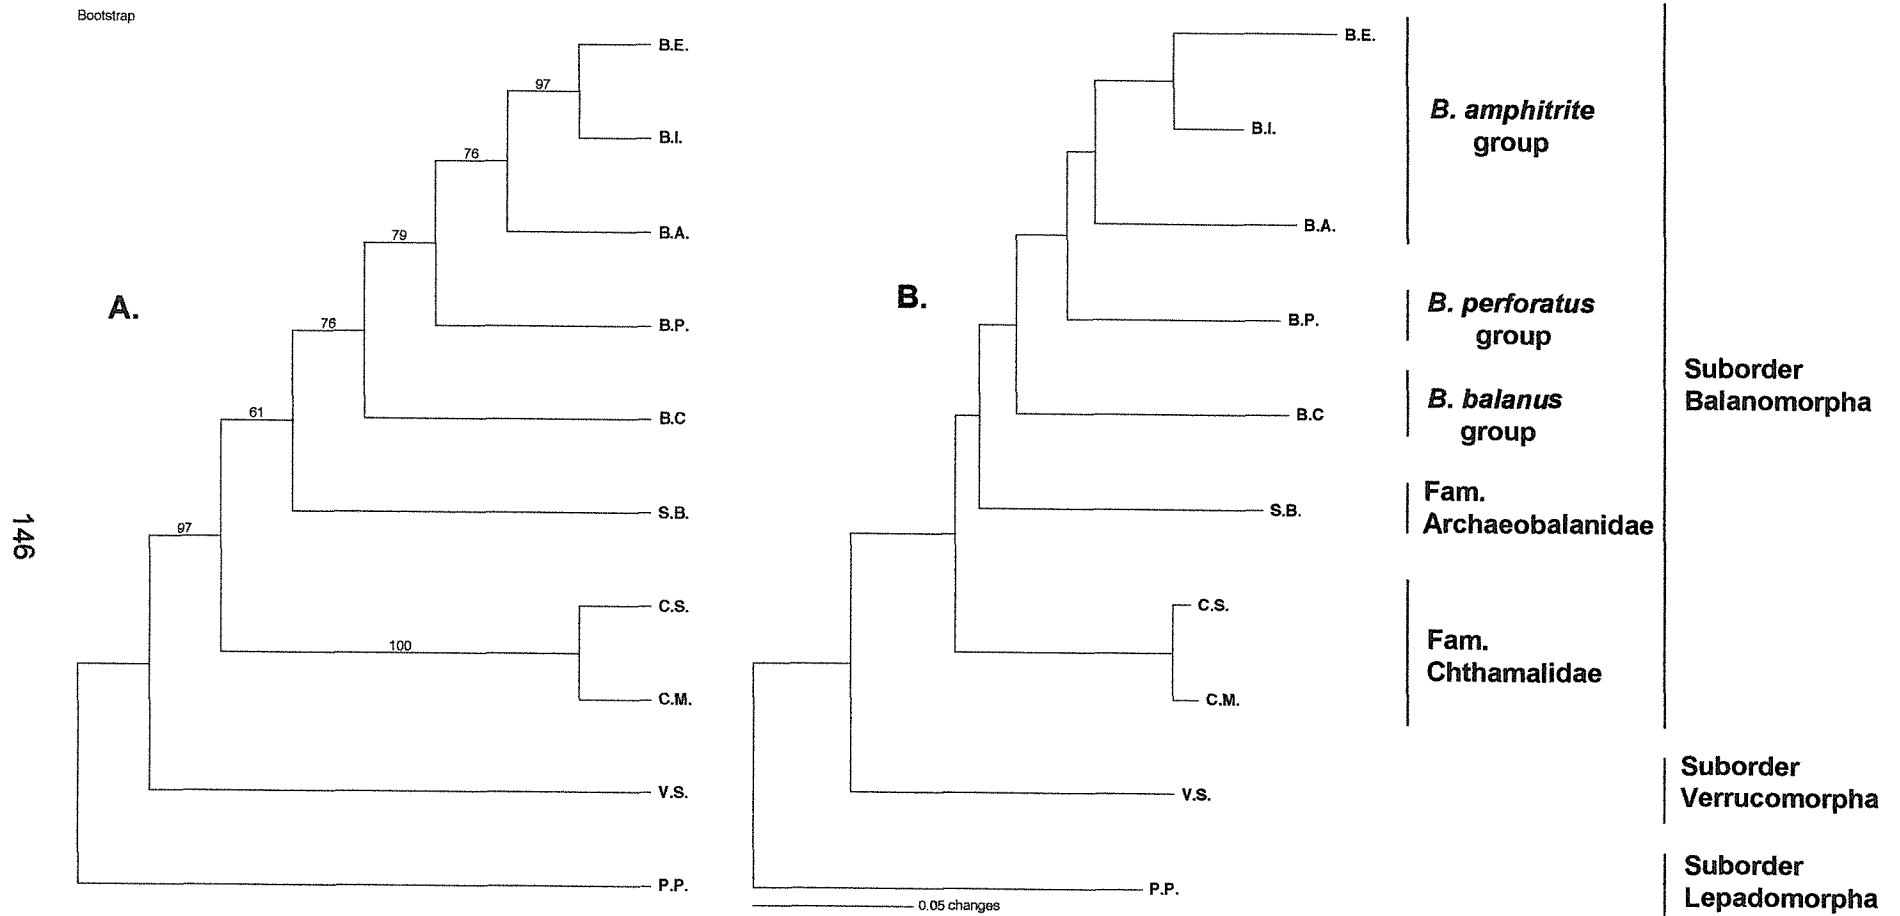 Bootstrap
B.E.
97
B.I.
76
B.A.
79
A.
B.P.
76
B.C
61
S.B.
97
C.S.
100
C.M.
V.S.
P.P.
146
B.E.
B.I.
B.A.
B.
B.P.
B.C
S.B.
C.S.
C.M.
V.S.
P.P.
0.05 changes
B. amphitrite
group
B. perforatus
group
B. balanus
group
Fam.
Archaeobalanidae
Fam.
Chthamalidae
Suborder
Balanomorpha
Suborder
Verrucomorpha
Suborder
Lepadomorpha